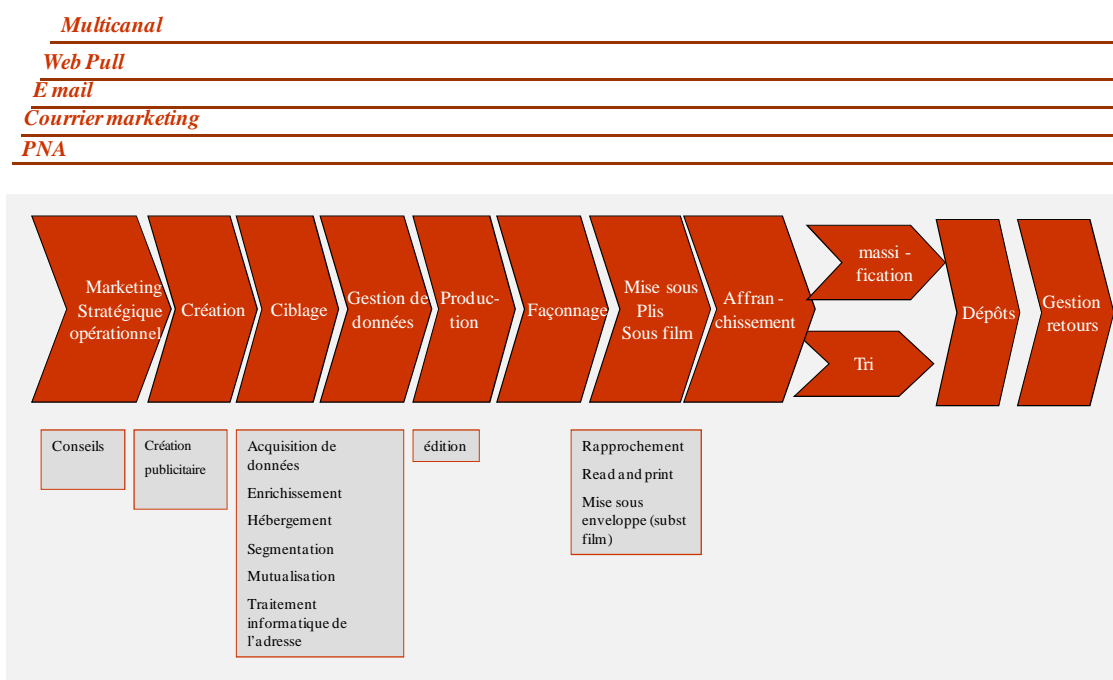 Multicanal
Web Pull
E mail
Courrier marketing
PNA
Marketing
Stratégique
opérationnel
Création
Ciblage
Gestion de
données
Produc-
tion
Façonnage
Mise sous
Plis
Sous film
Affran -
chissement
massi -
fication
Tri
Dépôts
Gestion
retours
Conseils
Création
publicitaire
Acquisition de
données
Enrichissement
Hébergement
Segmentation
Mutualisation
Traitement
informatique de
l’adresse
édition
Rapprochement
Read and print
Mise sous
enveloppe (subst
film)